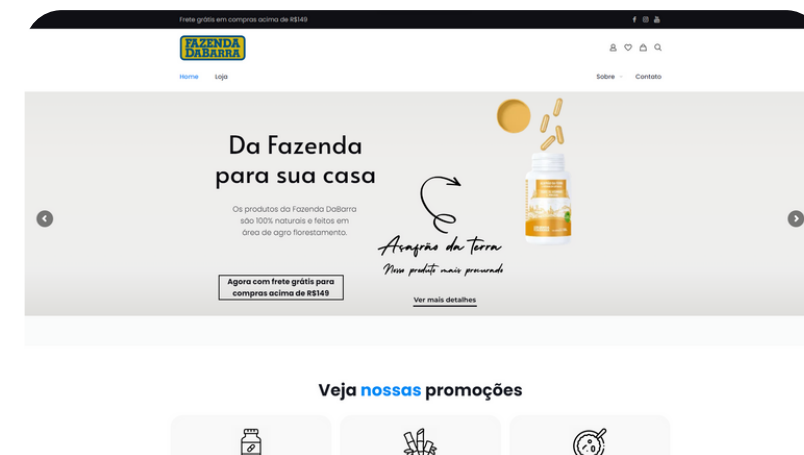 Frete grátis em compras acima de R$149
FAZENDA
DABARRA
Home Loja
Sobre Contato
Da Fazenda
para sua casa
Os produtos da Fazenda DaBarra
são 100% naturais e feitos em
área de agro florestamento.
Açafrão da terra
Nosso produto mais procurado
Agora com frete grátis para
compras acima de R$149
Ver mais detalhes
Veja nossas promoções